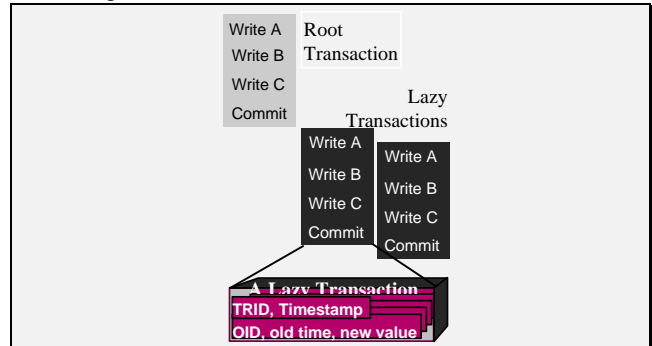 Write A
Write B
Write C
Commit
Root
Transaction
Lazy
Transactions
Write A
Write B
Write C
Commit
Write A
Write B
Write C
Commit
A Lazy Transaction
TRID, Timestamp
OID, old time, new value